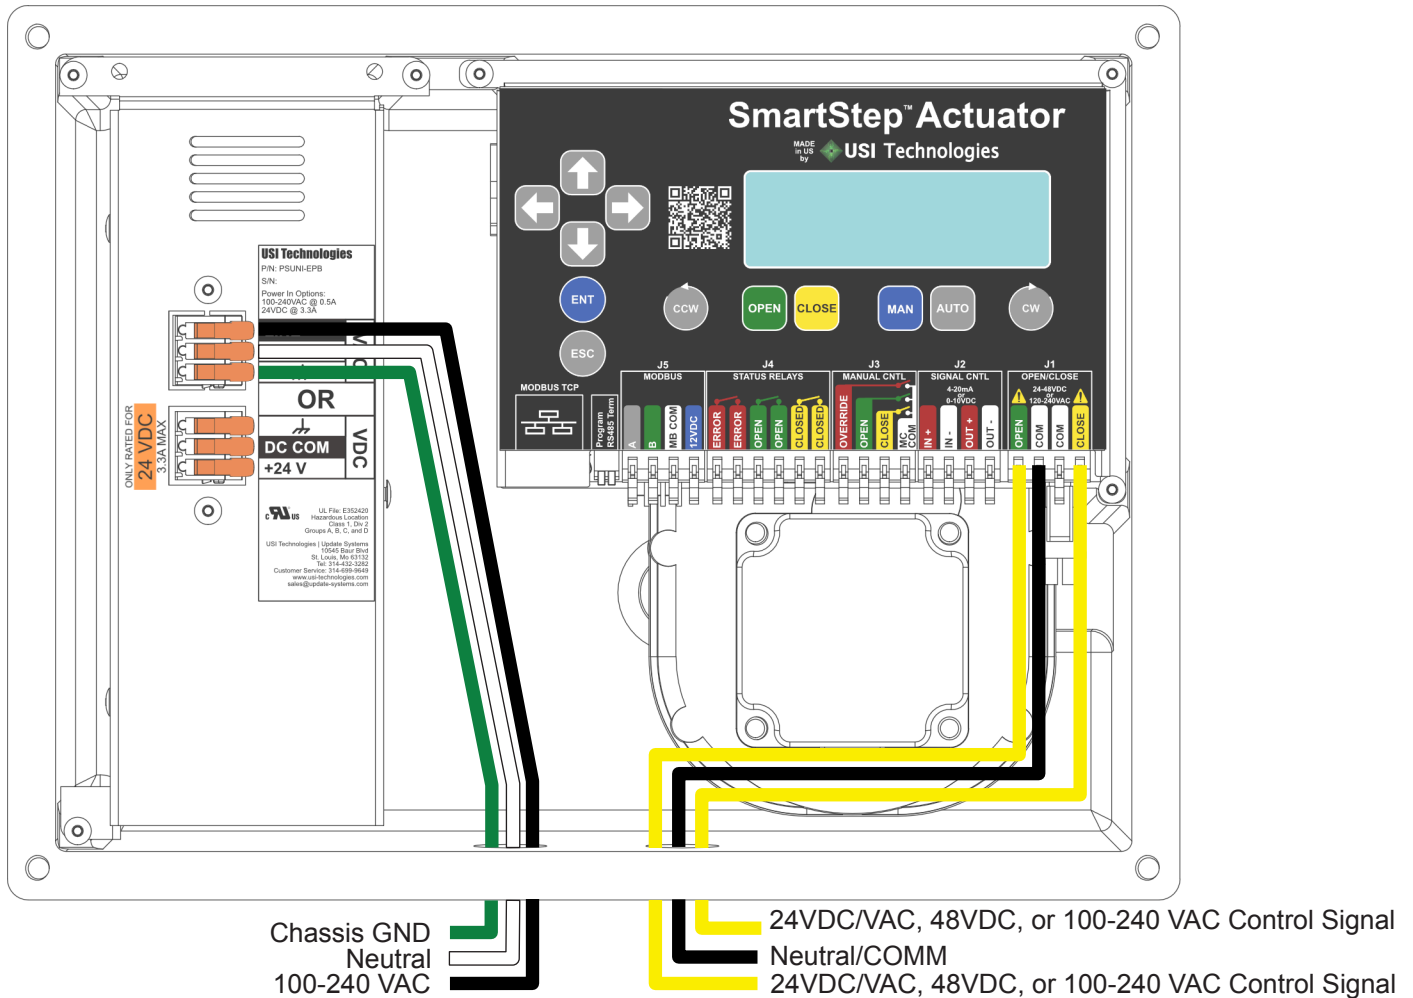 SmartStep™ Actuator
MADE
in US
by
USI Technologies
ENT
ESC
CCW
OPEN
CLOSE
MAN
AUTO
CW
MODBUS TCP
Program
RS485 Term
J5
MODBUS
A
B
MB COM
12VDC
J4
STATUS RELAYS
ERROR
ERROR
OPEN
OPEN
CLOSED
CLOSED
J3
MANUAL CNTL
OVERRIDE
OPEN
CLOSE
MC
COM
J2
SIGNAL CNTL
4-20mA
or
0-10VDC
IN +
IN -
OUT +
OUT -
J1
OPEN/CLOSE
24-48VDC
or
120-240VAC
OPEN
COM
COM
CLOSE
USI Technologies
P/N: PSUNI-EPB
S/N:
Power In Options:
100-240VAC @ 0.5A
24VDC @ 3.3A
OR
DC COM
+24 V
VDC
ONLY RATED FOR
24 VDC
3.3A MAX
C US
UL File: E352420
Hazardous Location
Class 1, Div 2
Groups A, B, C, and D
USI Technologies | Update Systems
10545 Baur Blvd
St. Louis, Mo 63132
Tel: 314-432-3282
Customer Service: 314-699-9649
www.usi-technologies.com
sales@update-systems.com
Chassis GND
Neutral
100-240 VAC
24VDC/VAC, 48VDC, or 100-240 VAC Control Signal
Neutral/COMM
24VDC/VAC, 48VDC, or 100-240 VAC Control Signal